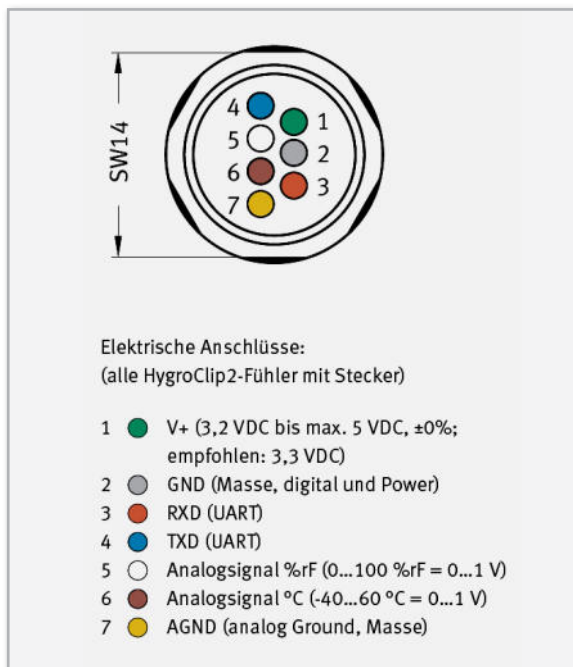 SW14
4
1
5
2
6
3
7
Elektrische Anschlüsse:
(alle HygroClip2-Fühler mit Stecker)
1 V+ (3,2 VDC bis max. 5 VDC, ±0%;
empfohlen: 3,3 VDC)
2 GND (Masse, digital und Power)
3 RXD (UART)
4 TXD (UART)
5 Analogsignal %rF (0...100 %rF = 0...1 V)
6 Analogsignal °C (-40...60 °C = 0...1 V)
7 AGND (analog Ground, Masse)